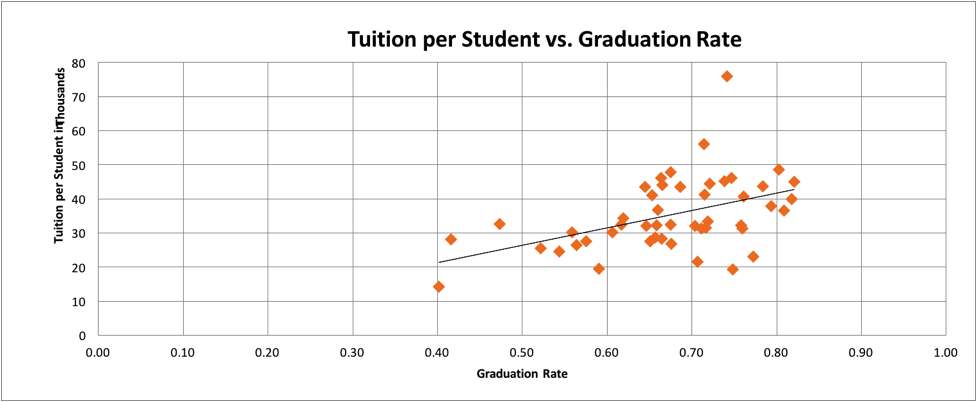 Tuition per Student vs. Graduation Rate
Tuition per Student in Thousands
80
70
60
50
40
30
20
10
0
0.00 0.10 0.20 0.30 0.40 0.50 0.60 0.70 0.80 0.90 1.00
Graduation Rate